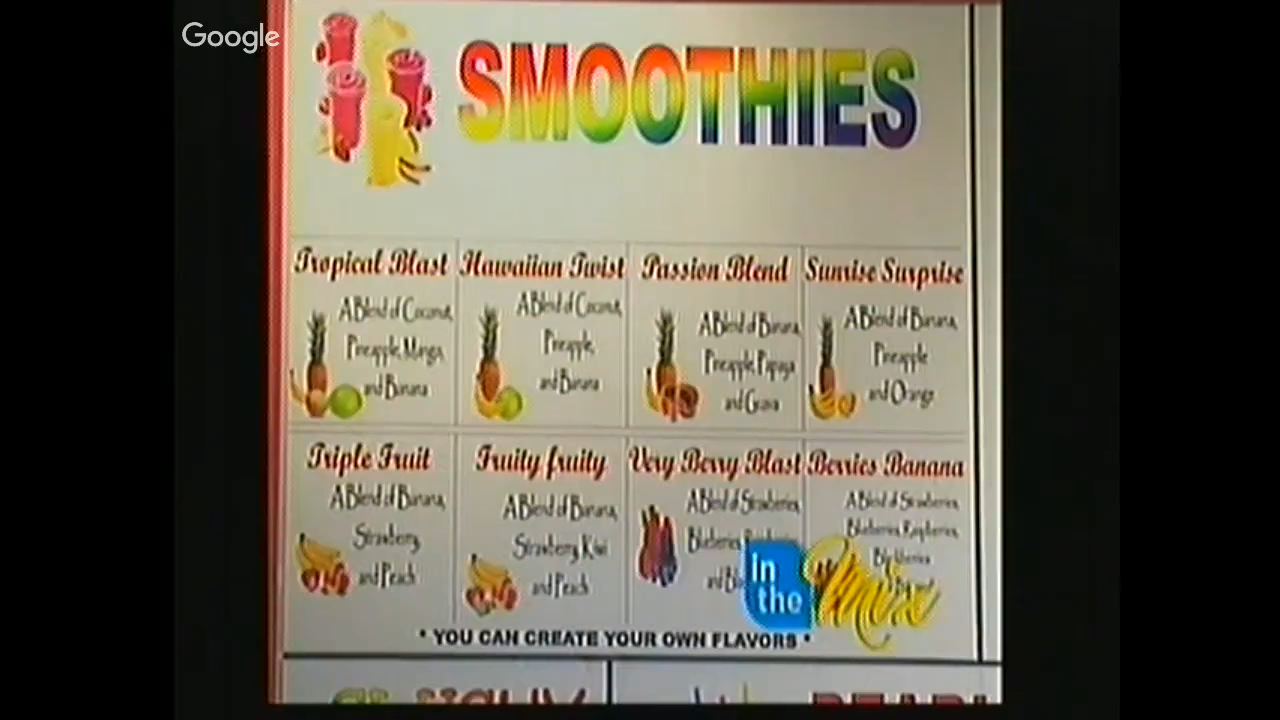 Google
SMOOTHIES
Tropical Blast
A Blend of Coconut,
Pineapple, Mango,
and Banana
Hawaiian Twist
A Blend of Coconut,
Pineapple,
and Banana
Passion Blend
A Blend of Banana,
Pineapple, Papaya
and Guava
Sunrise Surprise
A Blend of Banana,
Pineapple
and Orange
Triple Fruit
A Blend of Banana,
Strawberry,
and Peach
Fruity fruity
A Blend of Banana,
Strawberry, Kiwi
and Peach
Very Berry Blast
A Blend of Strawberries,
Blueberries,
and
Berries Banana
A Blend of Strawberries,
Blueberries, Raspberries,
Blackberries
* YOU CAN CREATE YOUR OWN FLAVORS *
in the Mix